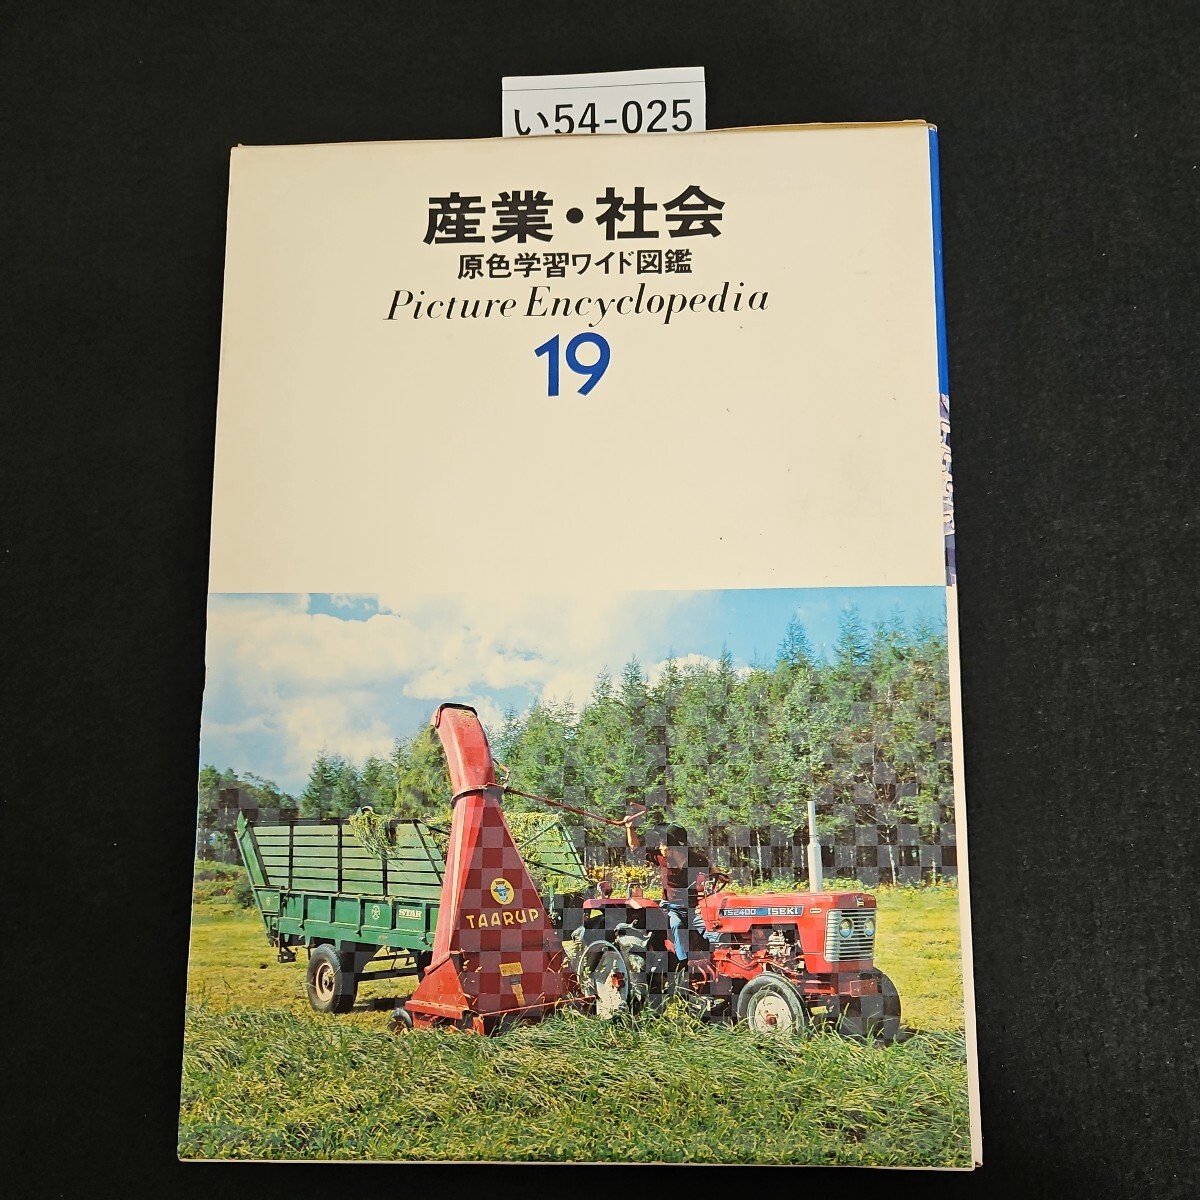 い54-025
産業・社会
原色学習ワイド図鑑
Picture Encyclopedia
19
STAR
TAARUP
TS2400 ISEKI